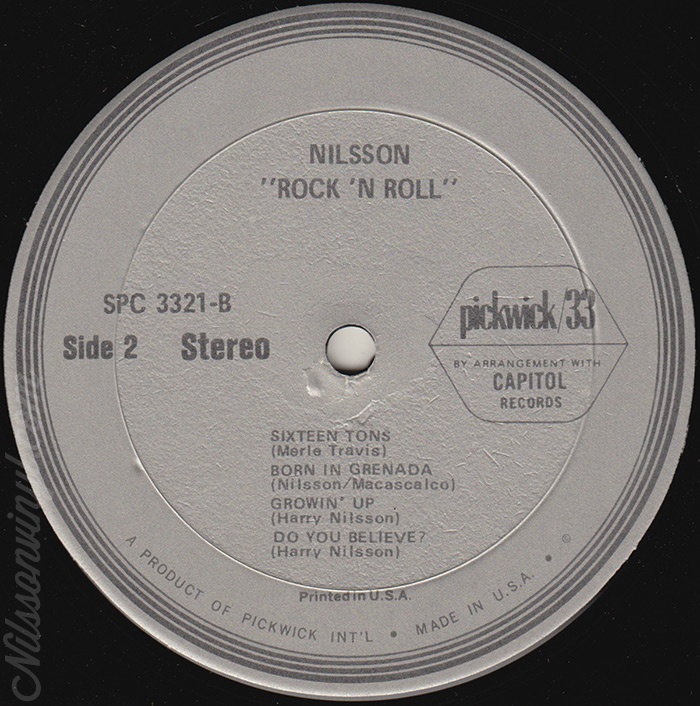 NILSSON
"ROCK 'N ROLL"
SPC 3321-B
Side 2 Stereo
pickwick/33
BY ARRANGEMENT WITH
CAPITOL
RECORDS
SIXTEEN TONS
(Merle Travis)
BORN IN GRENADA
(Nilsson/Macascalco)
GROWIN' UP
(Harry Nilsson)
DO YOU BELIEVE?
(Harry Nilsson)
Printed in U.S.A.
A PRODUCT OF PICKWICK INT'L • MADE IN U.S.A. • ©